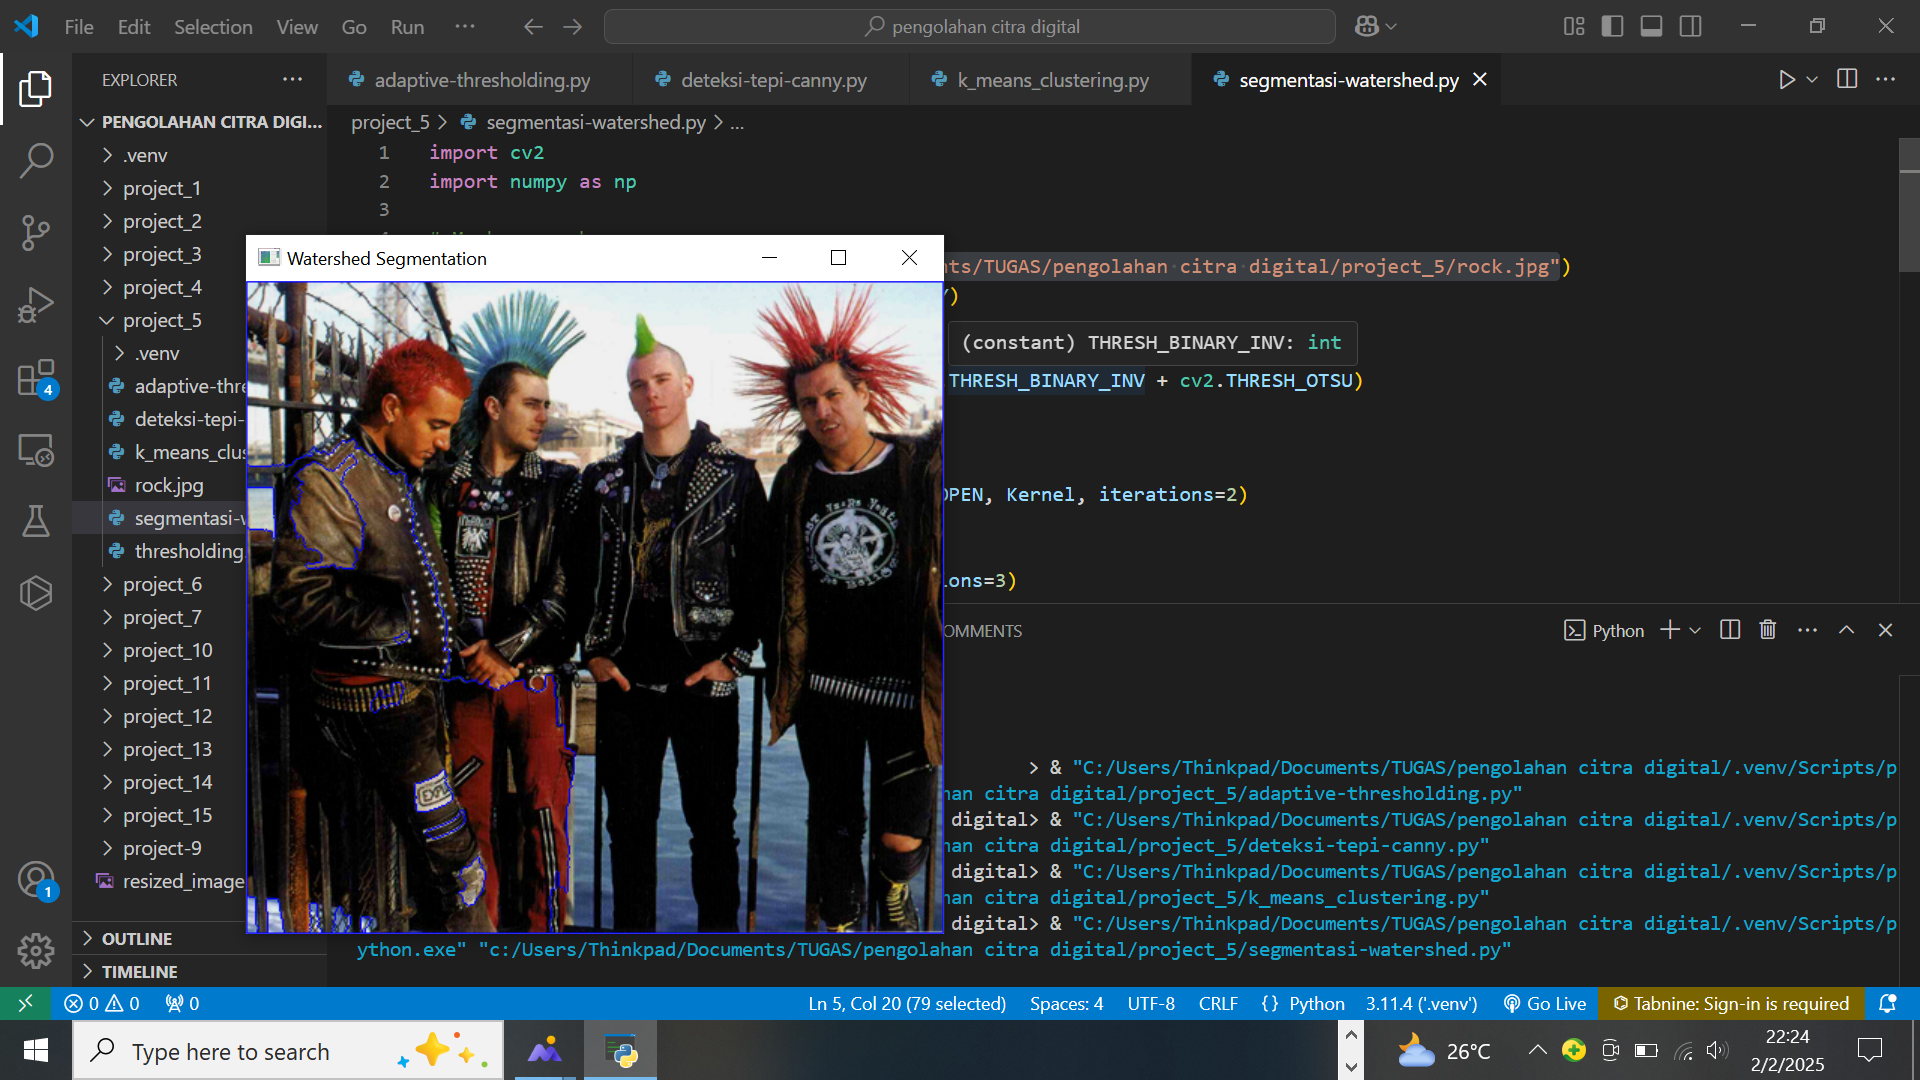 File Edit Selection View Go Run ...
pengolahan citra digital
EXPLORER ...
PENGOLAHAN CITRA DIGI...
.venv
project_1
project_2
project_3
project_4
project_5
.venv
adaptive-thre
deteksi-tepi-
k_means_clus
rock.jpg
segmentasi-w
thresholding.
project_6
project_7
project_10
project_11
project_12
project_13
project_14
project_15
project-9
resized_image
OUTLINE
TIMELINE
4
1
adaptive-thresholding.py deteksi-tepi-canny.py k_means_clustering.py segmentasi-watershed.py
project_5 > segmentasi-watershed.py > ...
1 import cv2
2 import numpy as np
3
Watershed Segmentation
nts/TUGAS/pengolahan citra digital/project_5/rock.jpg")
)
(constant) THRESH_BINARY_INV: int
THRESH_BINARY_INV + cv2.THRESH_OTSU)
OPEN, Kernel, iterations=2)
ions=3)
EXPL
OMMENTS
Python
> & "C:/Users/Thinkpad/Documents/TUGAS/pengolahan citra digital/.venv/Scripts/p
han citra digital/project_5/adaptive-thresholding.py"
digital> & "C:/Users/Thinkpad/Documents/TUGAS/pengolahan citra digital/.venv/Scripts/p
han citra digital/project_5/deteksi-tepi-canny.py"
digital> & "C:/Users/Thinkpad/Documents/TUGAS/pengolahan citra digital/.venv/Scripts/p
han citra digital/project_5/k_means_clustering.py"
digital> & "C:/Users/Thinkpad/Documents/TUGAS/pengolahan citra digital/.venv/Scripts/p
ython.exe" "c:/Users/Thinkpad/Documents/TUGAS/pengolahan citra digital/project_5/segmentasi-watershed.py"
0 0 0 Ln 5, Col 20 (79 selected) Spaces: 4 UTF-8 CRLF {} Python 3.11.4 ('.venv') Go Live Tabnine: Sign-in is required
Type here to search
26°C
22:24
2/2/2025